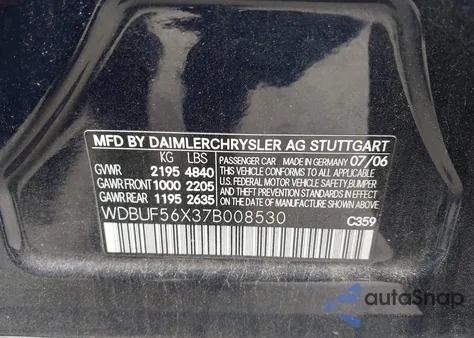 MFD BY DAIMLERCHRYSLER AG STUTTGART
KG LBS
GVWR 2195 4840
GAWR FRONT 1000 2205
GAWR REAR 1195 2635
PASSENGER CAR MADE IN GERMANY 07/06
THIS VEHICLE CONFORMS TO ALL APPLICABLE
U.S. FEDERAL MOTOR VEHICLE SAFETY,
BUMPER, AND THEFT PREVENTION STANDARDS
IN EFFECT ON THE DATE OF MANUFACTURE
SHOWN ABOVE.
WDBUF56X37B008530
C359
autoSnap